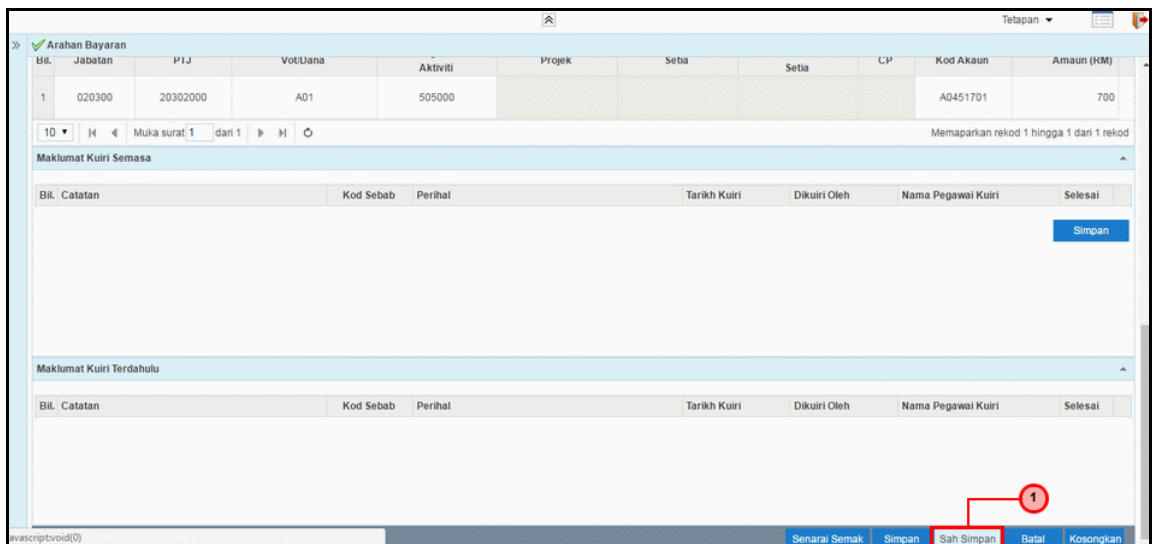 Tetapan
Arahan Bayaran
Bil. Jabatan PTJ Vot/Dana Aktiviti Projek Setia Setia CP Kod Akaun Amaun (RM)
1 020300 20302000 A01 505000 A0451701 700
10 Muka surat 1 dari 1 Memaparkan rekod 1 hingga 1 dari 1 rekod
Maklumat Kuiri Semasa
Bil. Catatan Kod Sebab Perihal Tarikh Kuiri Dikuiri Oleh Nama Pegawai Kuiri Selesai
Simpan
Maklumat Kuiri Terdahulu
Bil. Catatan Kod Sebab Perihal Tarikh Kuiri Dikuiri Oleh Nama Pegawai Kuiri Selesai
1
avascript:void(0) Senarai Semak Simpan Sah Simpan Batal Kosongkan